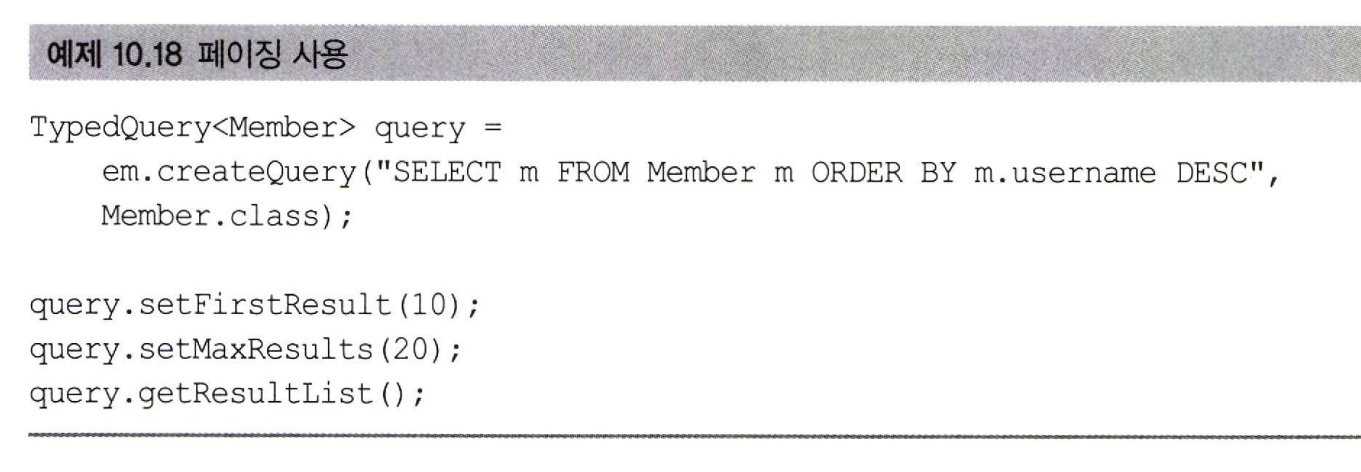 예제 10.18 페이징 사용
TypedQuery<Member> query =
em.createQuery("SELECT m FROM Member m ORDER BY m.username DESC",
Member.class);
query.setFirstResult(10);
query.setMaxResults(20);
query.getResultList();